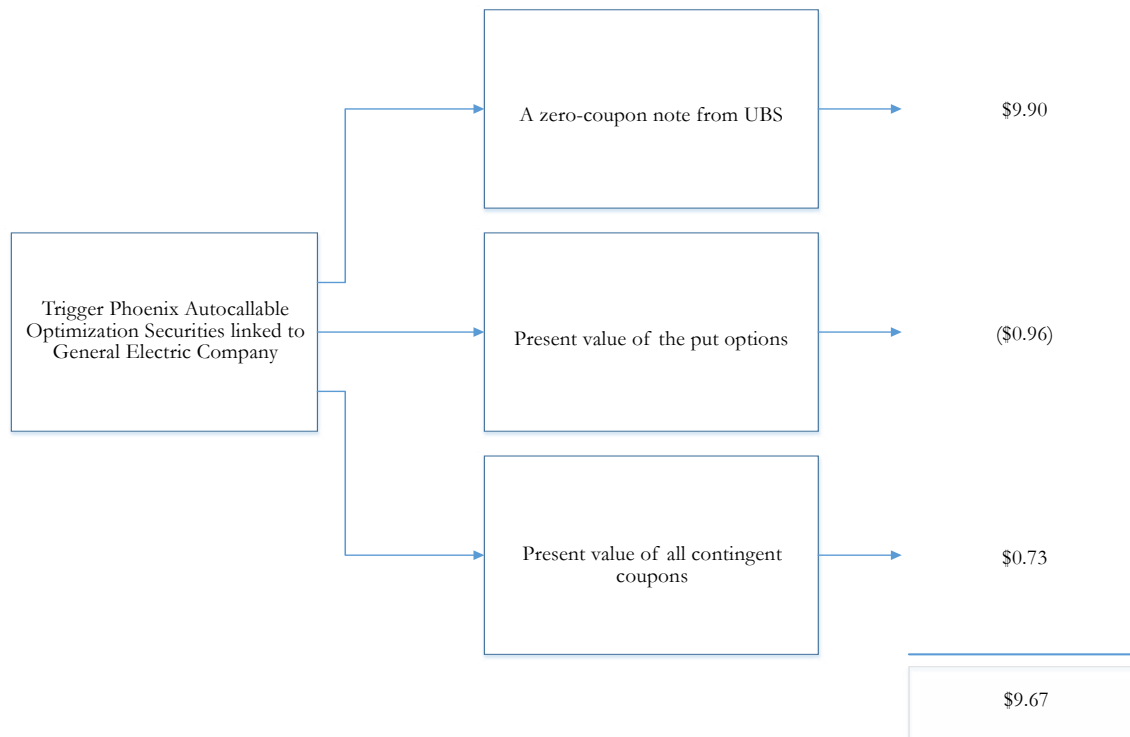 A zero-coupon note from UBS
$9.90
Trigger Phoenix Autocallable
Optimization Securities linked to
General Electric Company
Present value of the put options
($0.96)
Present value of all contingent
coupons
$0.73
$9.67